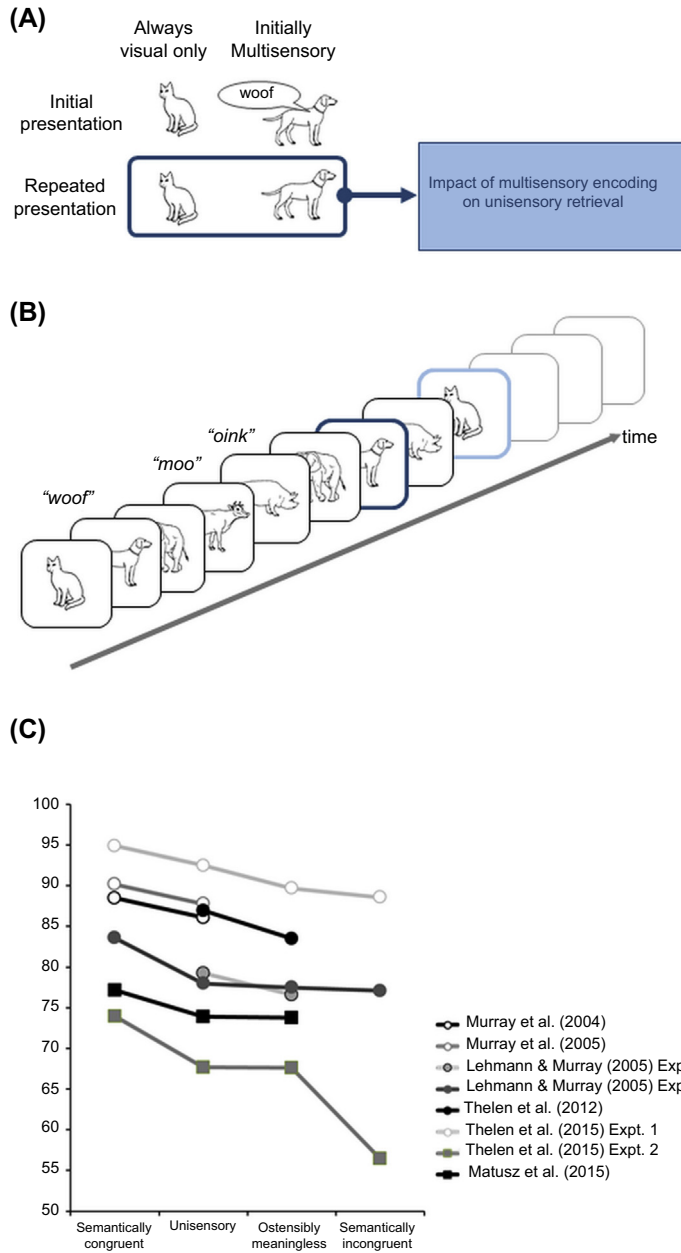 (A)
Always
visual only
Initially
Multisensory
Initial
presentation
woof
Repeated
presentation
Impact of multisensory encoding
on unisensory retrieval
(B)
"woof"
"moo"
"oink"
time
(C)
100
95
90
85
80
75
70
65
60
55
50
Semantically
congruent
Unisensory
Ostensibly
meaningless
Semantically
incongruent
Murray et al. (2004)
Murray et al. (2005)
Lehmann & Murray (2005) Exp
Lehmann & Murray (2005) Exp
Thelen et al. (2012)
Thelen et al. (2015) Expt. 1
Thelen et al. (2015) Expt. 2
Matusz et al. (2015)